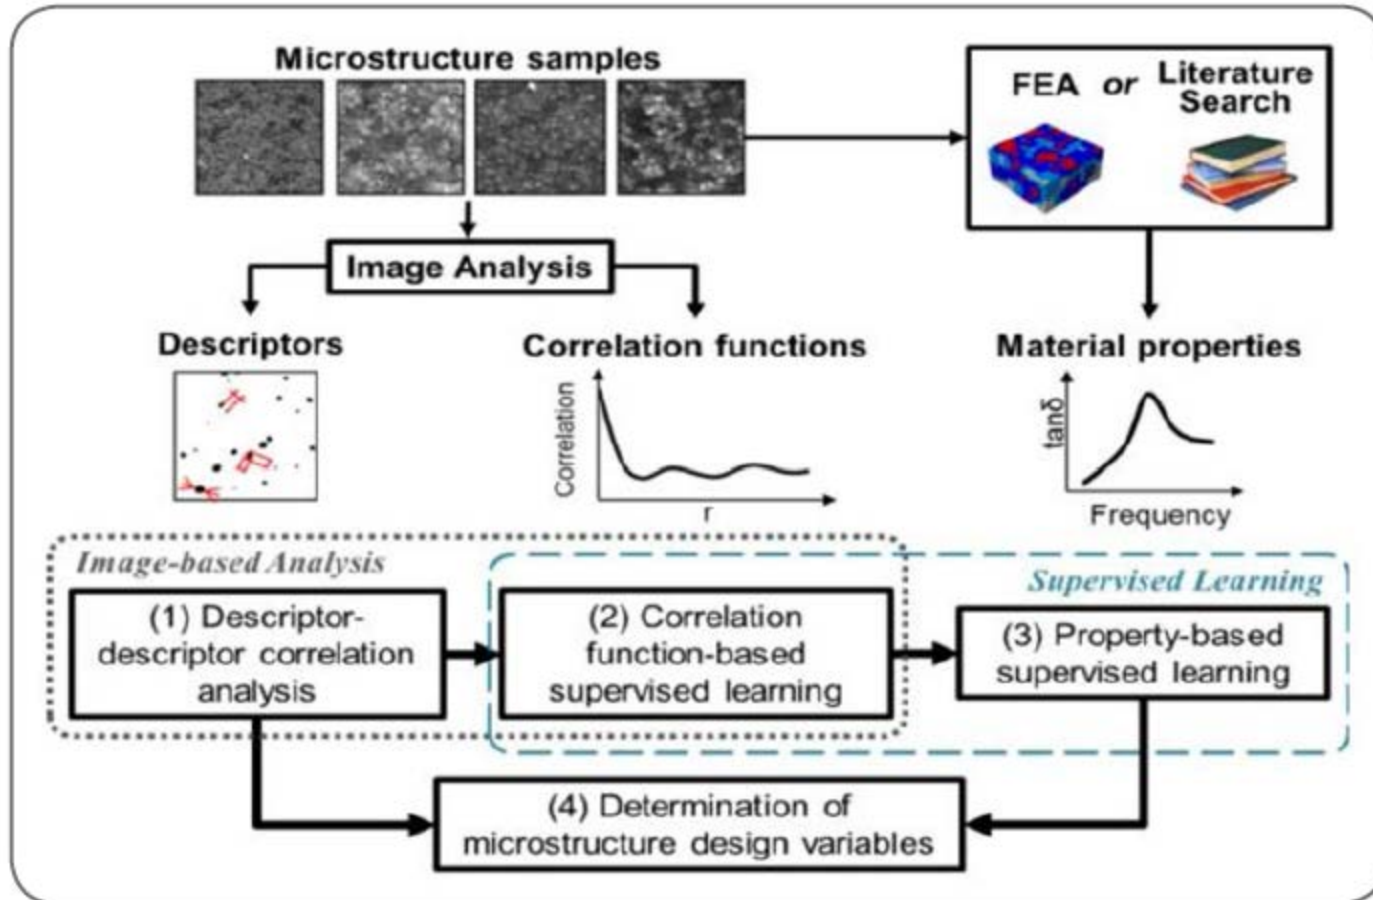 Microstructure samples
FEA or Literature
Search
Image Analysis
Descriptors
Correlation functions
Material properties
Correlation
r
tanδ
Frequency
Image-based Analysis
Supervised Learning
(1) Descriptor-
descriptor correlation
analysis
(2) Correlation
function-based
supervised learning
(3) Property-based
supervised learning
(4) Determination of
microstructure design variables